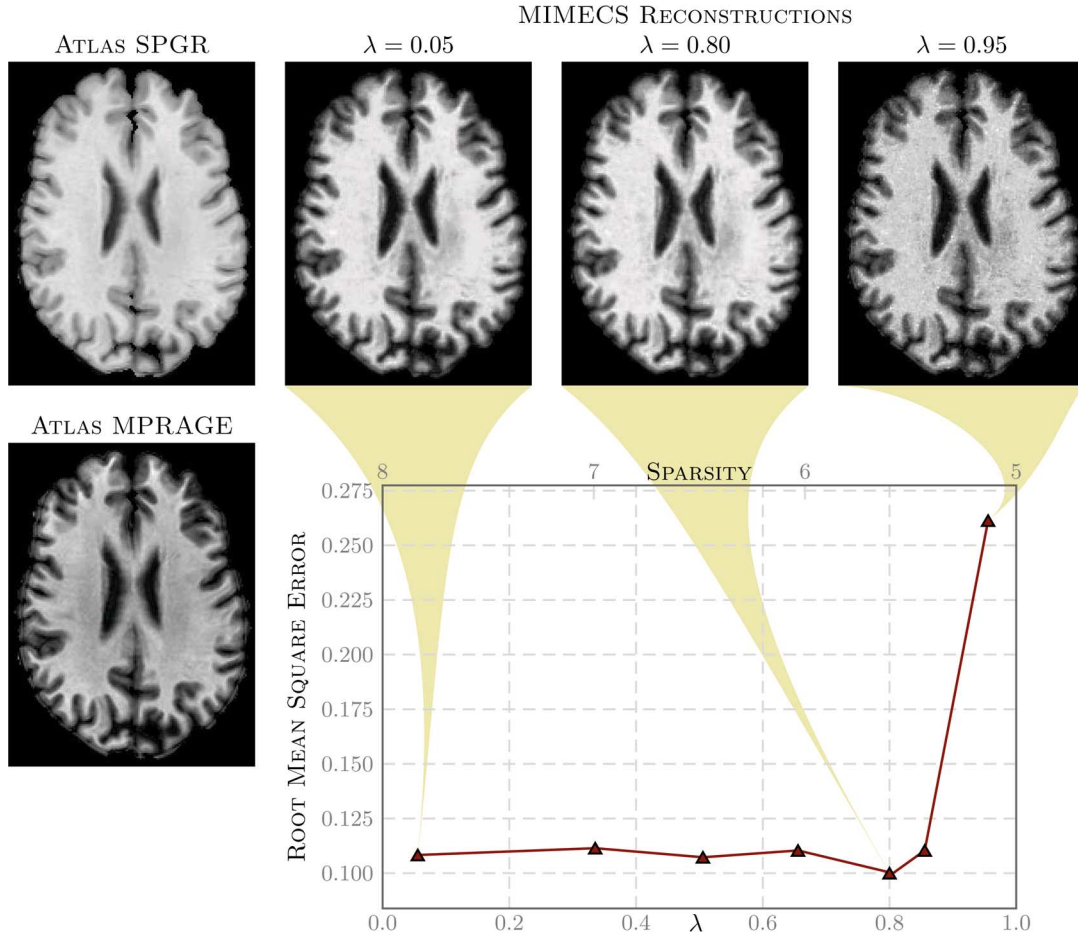 MIMECS Reconstructions
Atlas SPGR
λ = 0.05
λ = 0.80
λ = 0.95
Atlas MPRAGE
Sparsity
8 7 6 5
0.275
0.250
0.225
0.200
0.175
0.150
0.125
0.100
Root Mean Square Error
0.0 0.2 0.4 0.6 0.8 1.0
λ